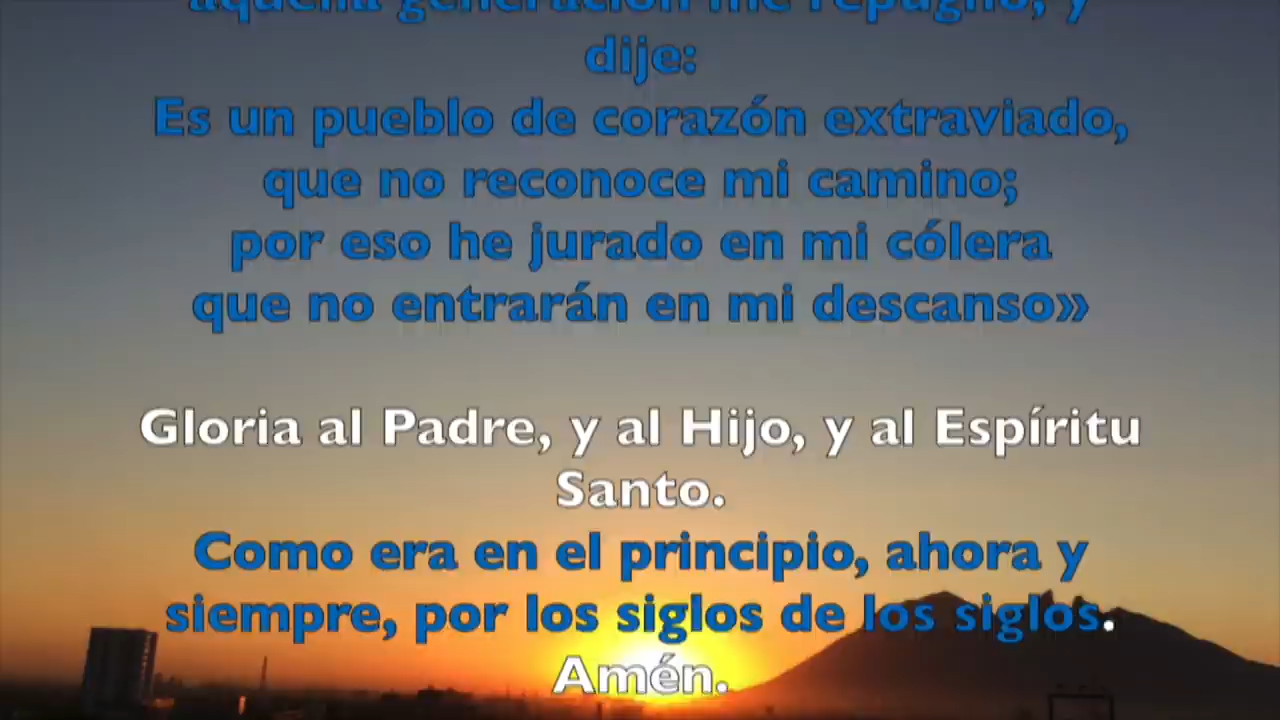 aquella generación me repugnó, y
dije:
Es un pueblo de corazón extraviado,
que no reconoce mi camino;
por eso he jurado en mi cólera
que no entrarán en mi descanso»
Gloria al Padre, y al Hijo, y al Espíritu
Santo.
Como era en el principio, ahora y
siempre, por los siglos de los siglos.
Amén.